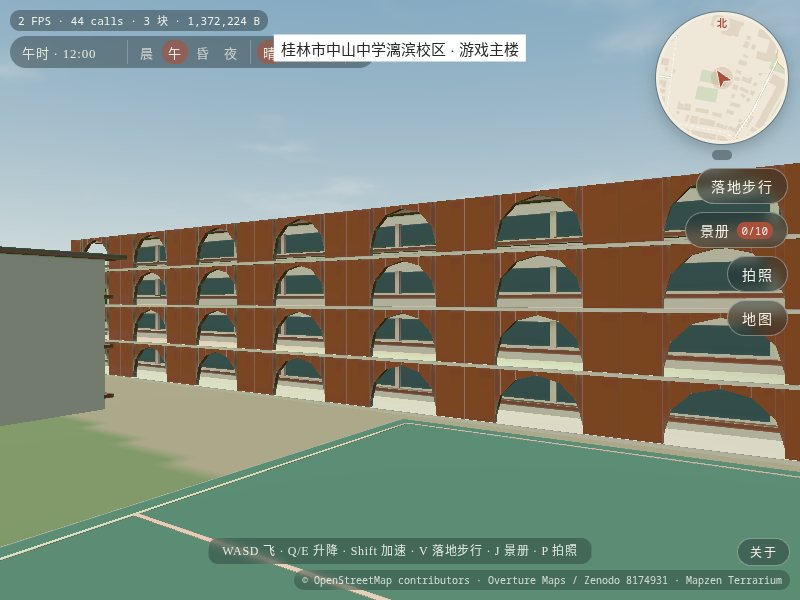 2 FPS · 44 calls · 3 块 · 1,372,224 B
午时 · 12:00 晨 午 昏 夜 晴
桂林市中山中学漓滨校区 · 游戏主楼
北
落地步行
景册 0/10
拍照
地图
WASD 飞 · Q/E 升降 · Shift 加速 · V 落地步行 · J 景册 · P 拍照
关于
© OpenStreetMap contributors · Overture Maps / Zenodo 8174931 · Mapzen Terrarium